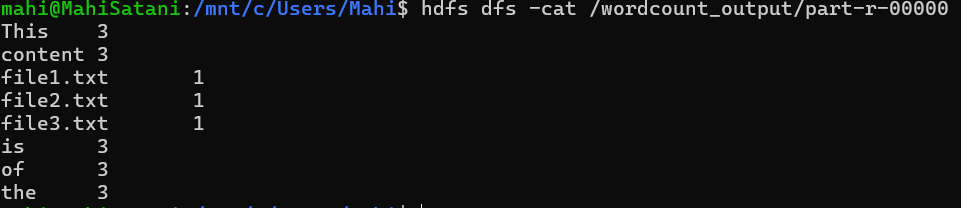 mahi@MahiSatani:/mnt/c/Users/Mahi$ hdfs dfs -cat /wordcount_output/part-r-00000
This    3
content 3
file1.txt       1
file2.txt       1
file3.txt       1
is      3
of      3
the     3